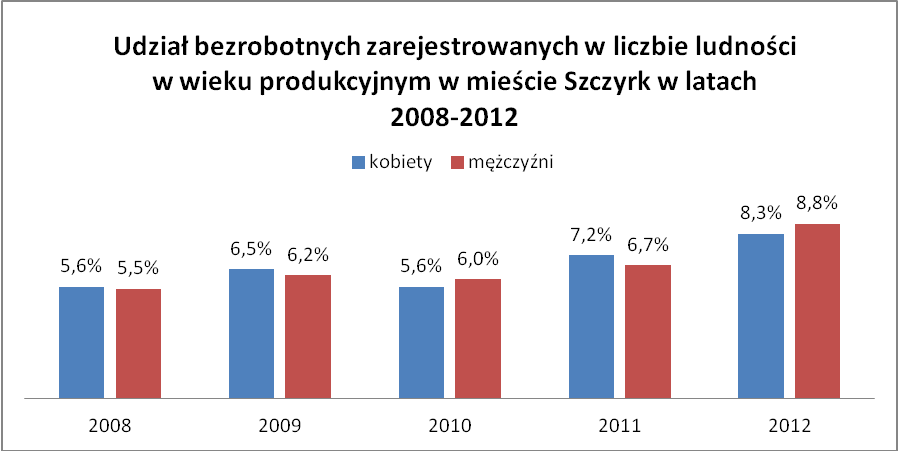 Udział bezrobotnych zarejestrowanych w liczbie ludności
w wieku produkcyjnym w mieście Szczyrk w latach
2008-2012
kobiety mężczyźni
5,6% 5,5% 6,5% 6,2% 5,6% 6,0% 7,2% 6,7% 8,3% 8,8%
2008 2009 2010 2011 2012